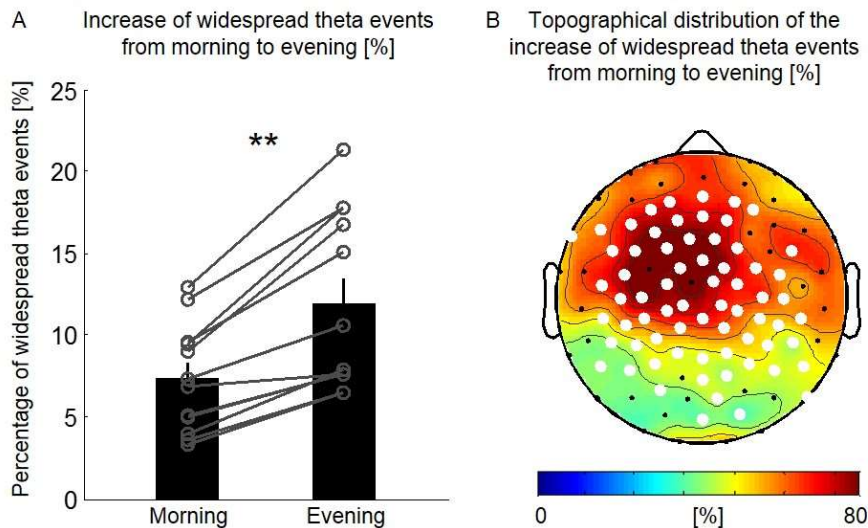 A
Increase of widespread theta events
from morning to evening [%]
Percentage of widespread theta events [%]
25
20
15
10
5
0
**
Morning
Evening
B
Topographical distribution of the
increase of widespread theta events
from morning to evening [%]
0
[%]
80